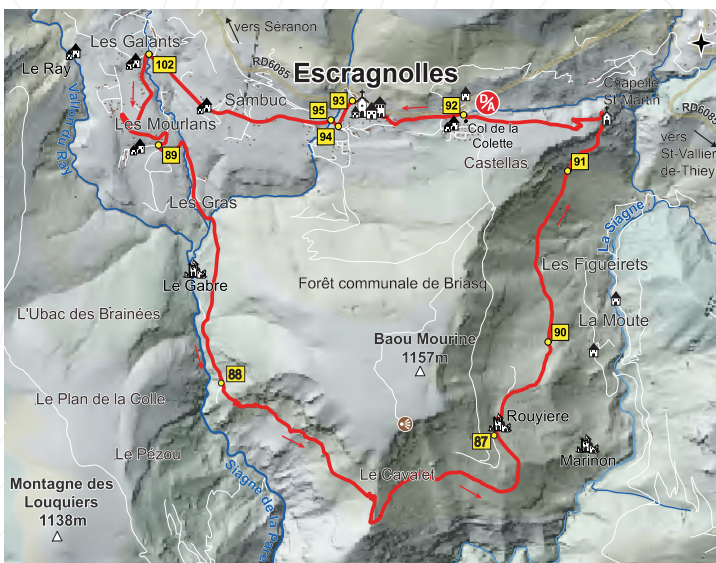 vers Séranon
Les Galants
Le Ray
102
RD6085
Escragnolles
Sambuc
93
95
94
92
D/A
Col de la
Colette
Chapelle
St-Martin
RD6085
vers
St-Vallier-
de-Thiey
Vallon du Ray
Les Mourlans
89
Castellas
91
Les Gras
La Siagne
Le Gabre
Forêt communale de Briasq
Les Figueirets
L'Ubac des Brainées
La Moute
90
Baou Mourine
1157m
88
Le Plan de la Colle
Rouyiere
87
Le Pézou
Marinon
Le Cavalet
Siagne de la Pare
Montagne des
Louquiers
1138m